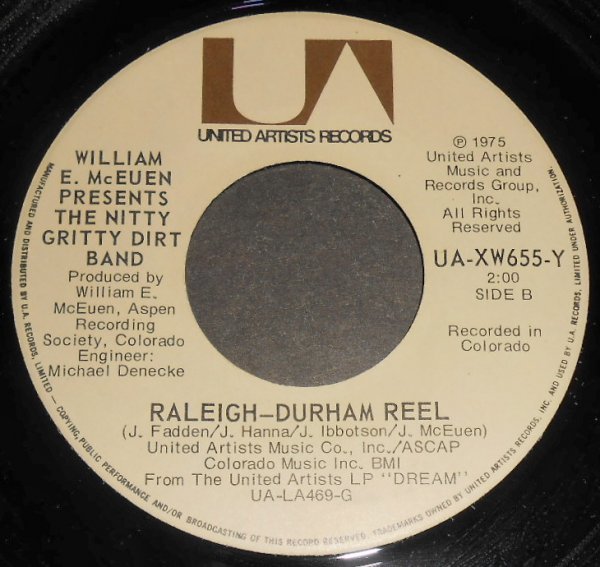 UA
UNITED ARTISTS RECORDS
WILLIAM
E. McEUEN
PRESENTS
THE NITTY
GRITTY DIRT
BAND
Produced by
William E.
McEuen, Aspen
Recording
Society, Colorado
Engineer:
Michael Denecke
℗ 1975
United Artists
Music and
Records Group,
Inc.
All Rights
Reserved
UA-XW655-Y
2:00
SIDE B
Recorded in
Colorado
RALEIGH—DURHAM REEL
(J. Fadden/J. Hanna/J. Ibbotson/J. McEuen)
United Artists Music Co., Inc./ASCAP
Colorado Music Inc. BMI
From The United Artists LP "DREAM"
UA-LA469-G
MANUFACTURED AND DISTRIBUTED BY U.A. RECORDS, LIMITED — COPYING, PUBLIC PERFORMANCE AND/OR BROADCASTING OF THIS RECORD RESERVED. TRADEMARKS OWNED BY UNITED ARTISTS RECORDS, INC. AND USED BY U.A. RECORDS, LIMITED UNDER AUTHORIZATION.